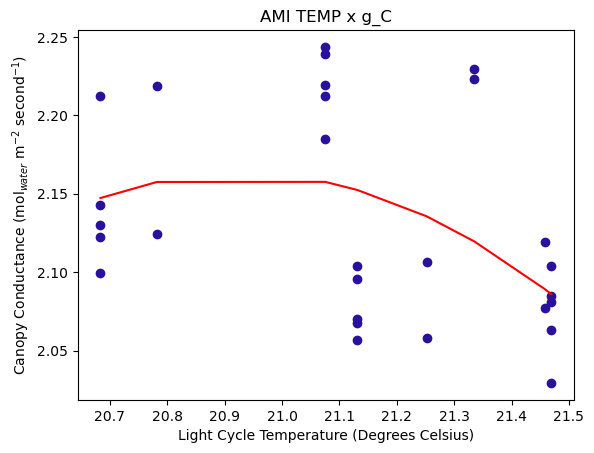 AMI TEMP x g_C
2.25
2.20
2.15
2.10
2.05
Canopy Conductance (mol_water m⁻² second⁻¹)
20.7 20.8 20.9 21.0 21.1 21.2 21.3 21.4 21.5
Light Cycle Temperature (Degrees Celsius)